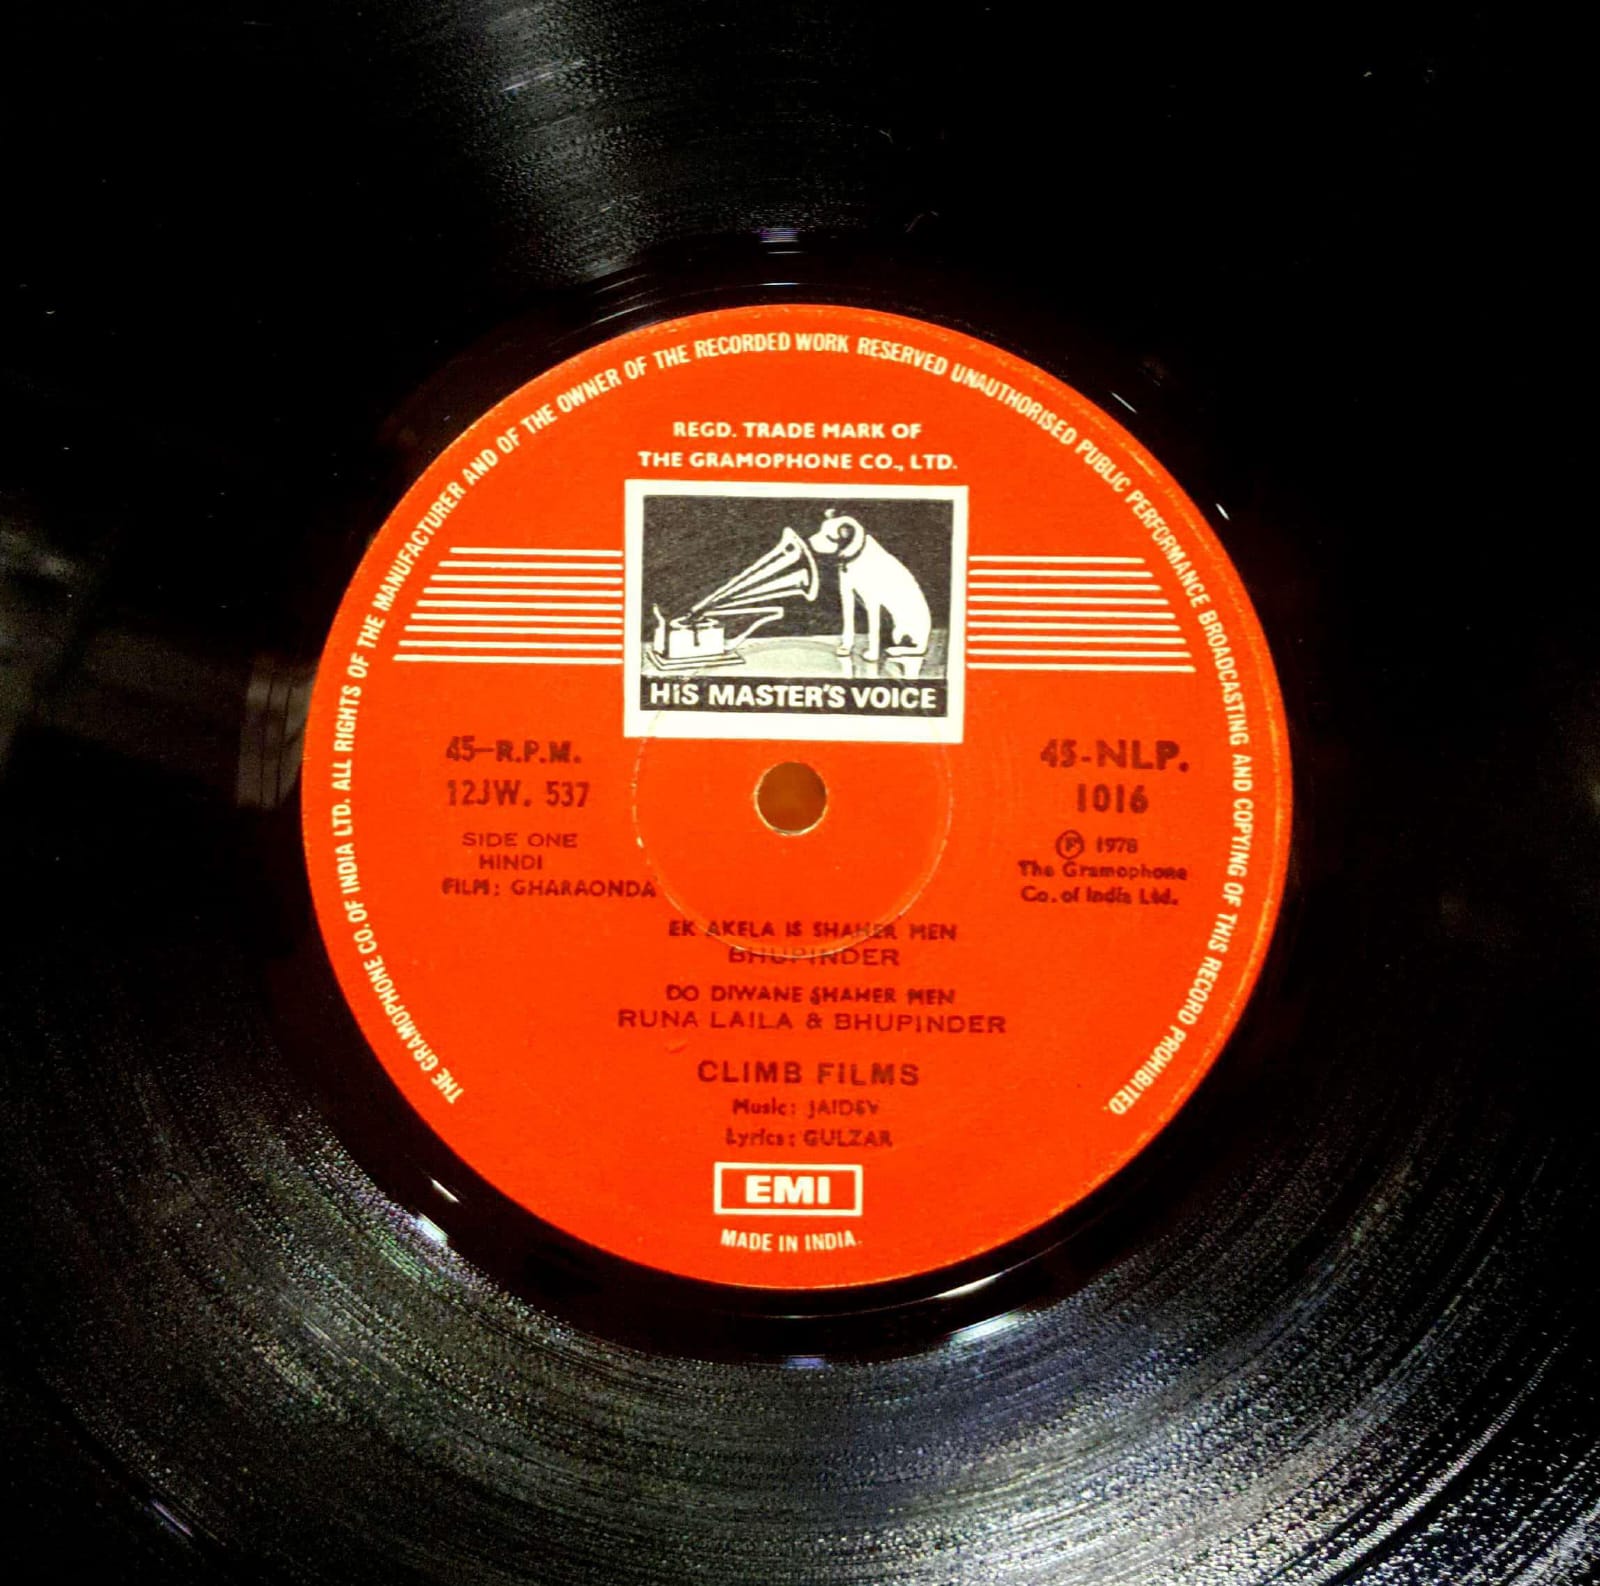 THE GRAMOPHONE CO. OF INDIA LTD. ALL RIGHTS OF THE MANUFACTURER AND OF THE OWNER OF THE RECORDED WORK RESERVED UNAUTHORISED PUBLIC PERFORMANCE BROADCASTING AND COPYING OF THIS RECORD PROHIBITED.
REGD. TRADE MARK OF
THE GRAMOPHONE CO., LTD.
HIS MASTER'S VOICE
45-R.P.M.
12JW. 537
SIDE ONE
HINDI
FILM: GHARAONDA
45-NLP.
1016
Ⓟ 1978
The Gramophone
Co. of India Ltd.
EK AKELA IS SHAHER MEN
BHUPINDER
DO DIWANE SHAHER MEN
RUNA LAILA & BHUPINDER
CLIMB FILMS
Music: JAIDEV
Lyrics: GULZAR
EMI
MADE IN INDIA.